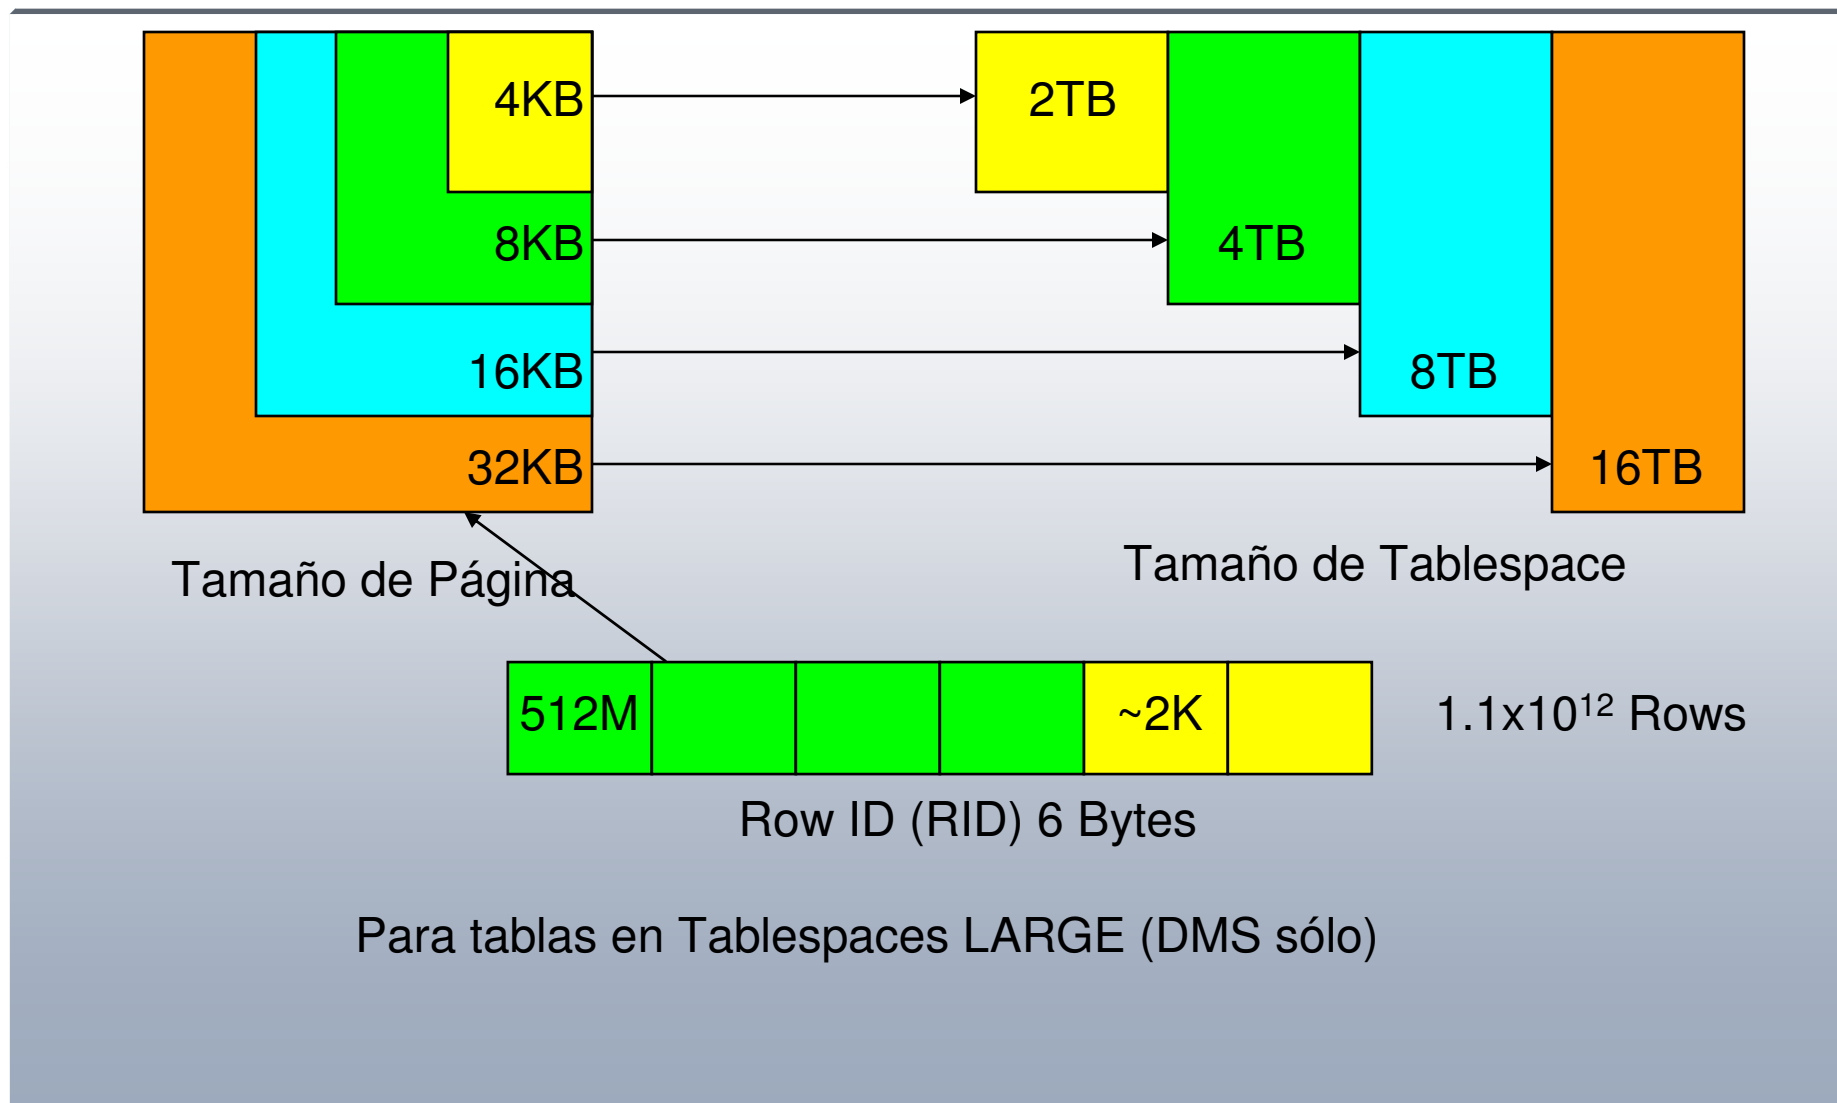 4KB
2TB
8KB
4TB
16KB
8TB
32KB
16TB
Tamaño de Página
Tamaño de Tablespace
512M
~2K
1.1x10¹² Rows
Row ID (RID) 6 Bytes
Para tablas en Tablespaces LARGE (DMS sólo)